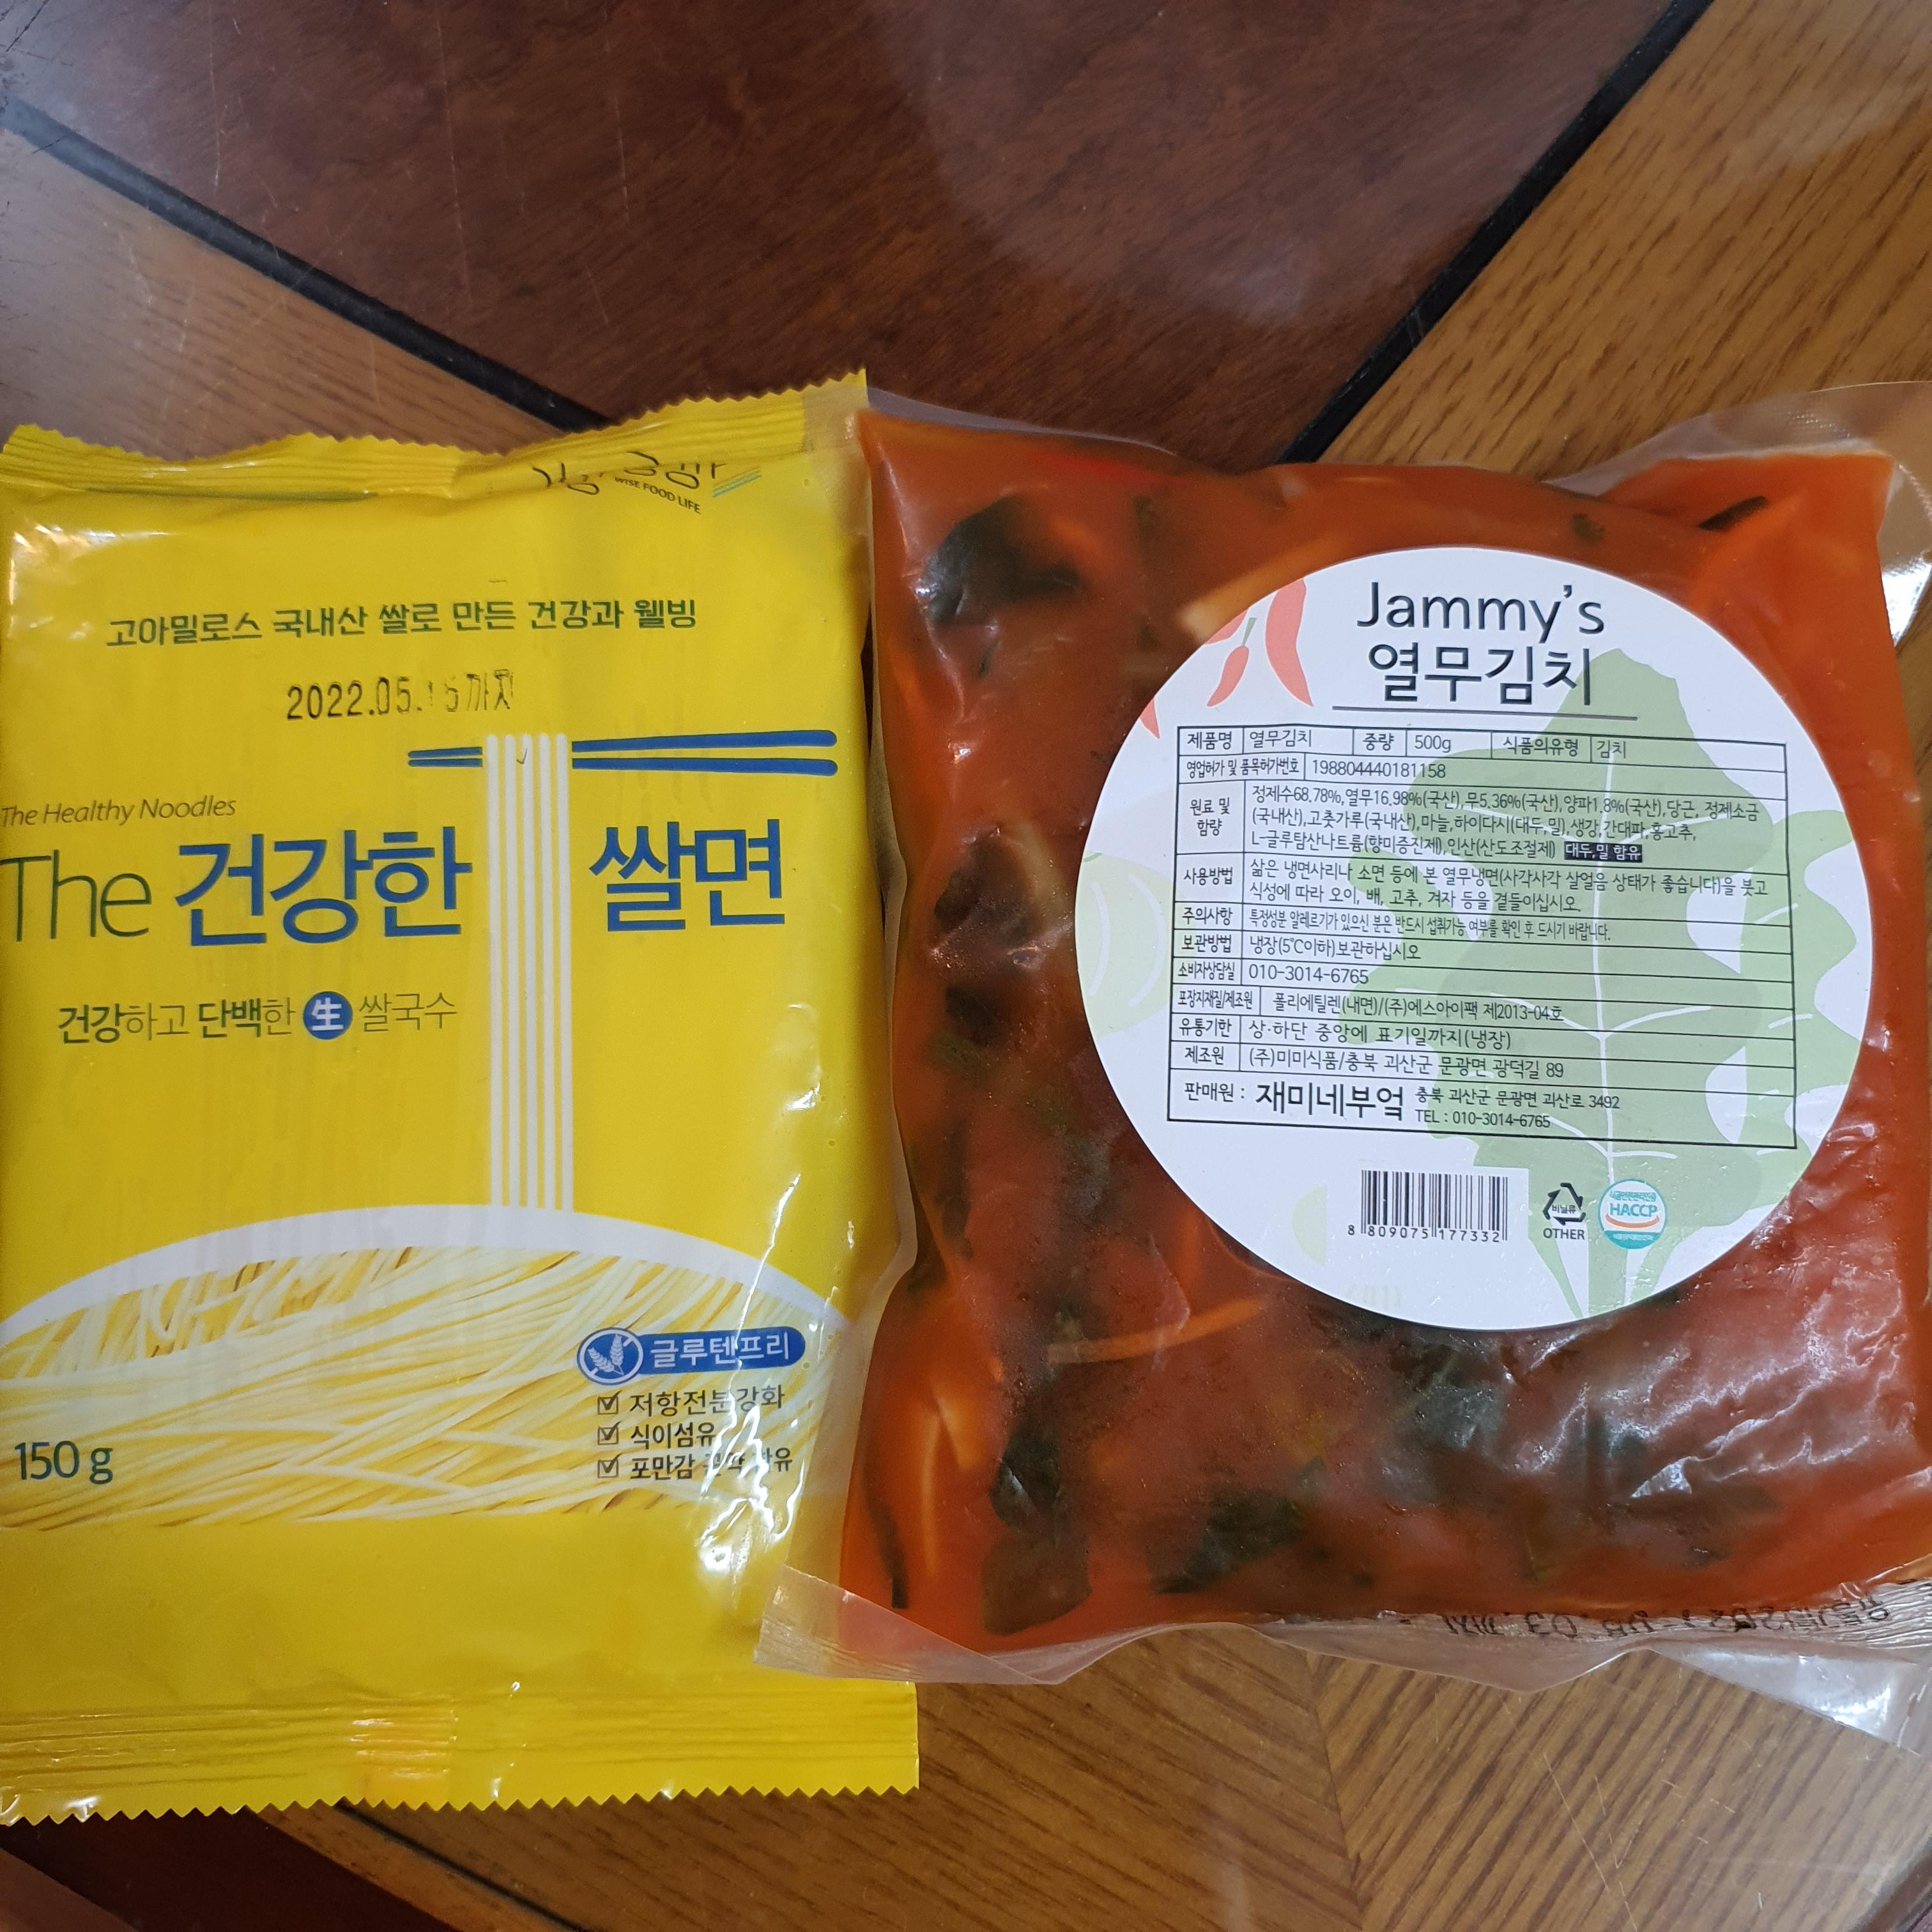 WISE FOOD LIFE
고아밀로스 국내산 쌀로 만든 건강과 웰빙
2022.05. 까지
The Healthy Noodles
The 건강한 쌀면
건강하고 단백한 生 쌀국수
글루텐프리
저항전분강화
식이섬유
포만감
150 g
Jammy's
열무김치
제품명 열무김치 중량 500g 식품의유형 김치
영업허가 및 품목허가번호 198804440181158
원료 및 함량 정제수68.78%,열무16.98%(국산),무5.36%(국산),양파1.8%(국산),당근, 정제소금
(국내산),고춧가루(국내산),마늘,하이다시(대두,밀),생강,간대파,홍고추,
L-글루탐산나트륨(향미증진제),인산(산도조절제) 대두,밀 함유
사용방법 삶은 냉면사리나 소면 등에 본 열무냉면(사각사각 살얼음 상태가 좋습니다)을 붓고
식성에 따라 오이, 배, 고추, 겨자 등을 곁들이십시오.
주의사항 특정성분 알레르기가 있으신 분은 반드시 섭취가능 여부를 확인 후 드시기 바랍니다.
보관방법 냉장(5℃이하)보관하십시오
소비자상담실 010-3014-6765
포장지재질/제조원 폴리에틸렌(내면)/(주)에스아이팩 제2013-04호
유통기한 상·하단 중앙에 표기일까지(냉장)
제조원 (주)미미식품/충북 괴산군 문광면 광덕길 89
판매원 : 재미네부엌 충북 괴산군 문광면 괴산로 3492
TEL : 010-3014-6765
8 809075 177332
비닐류
OTHER
HACCP